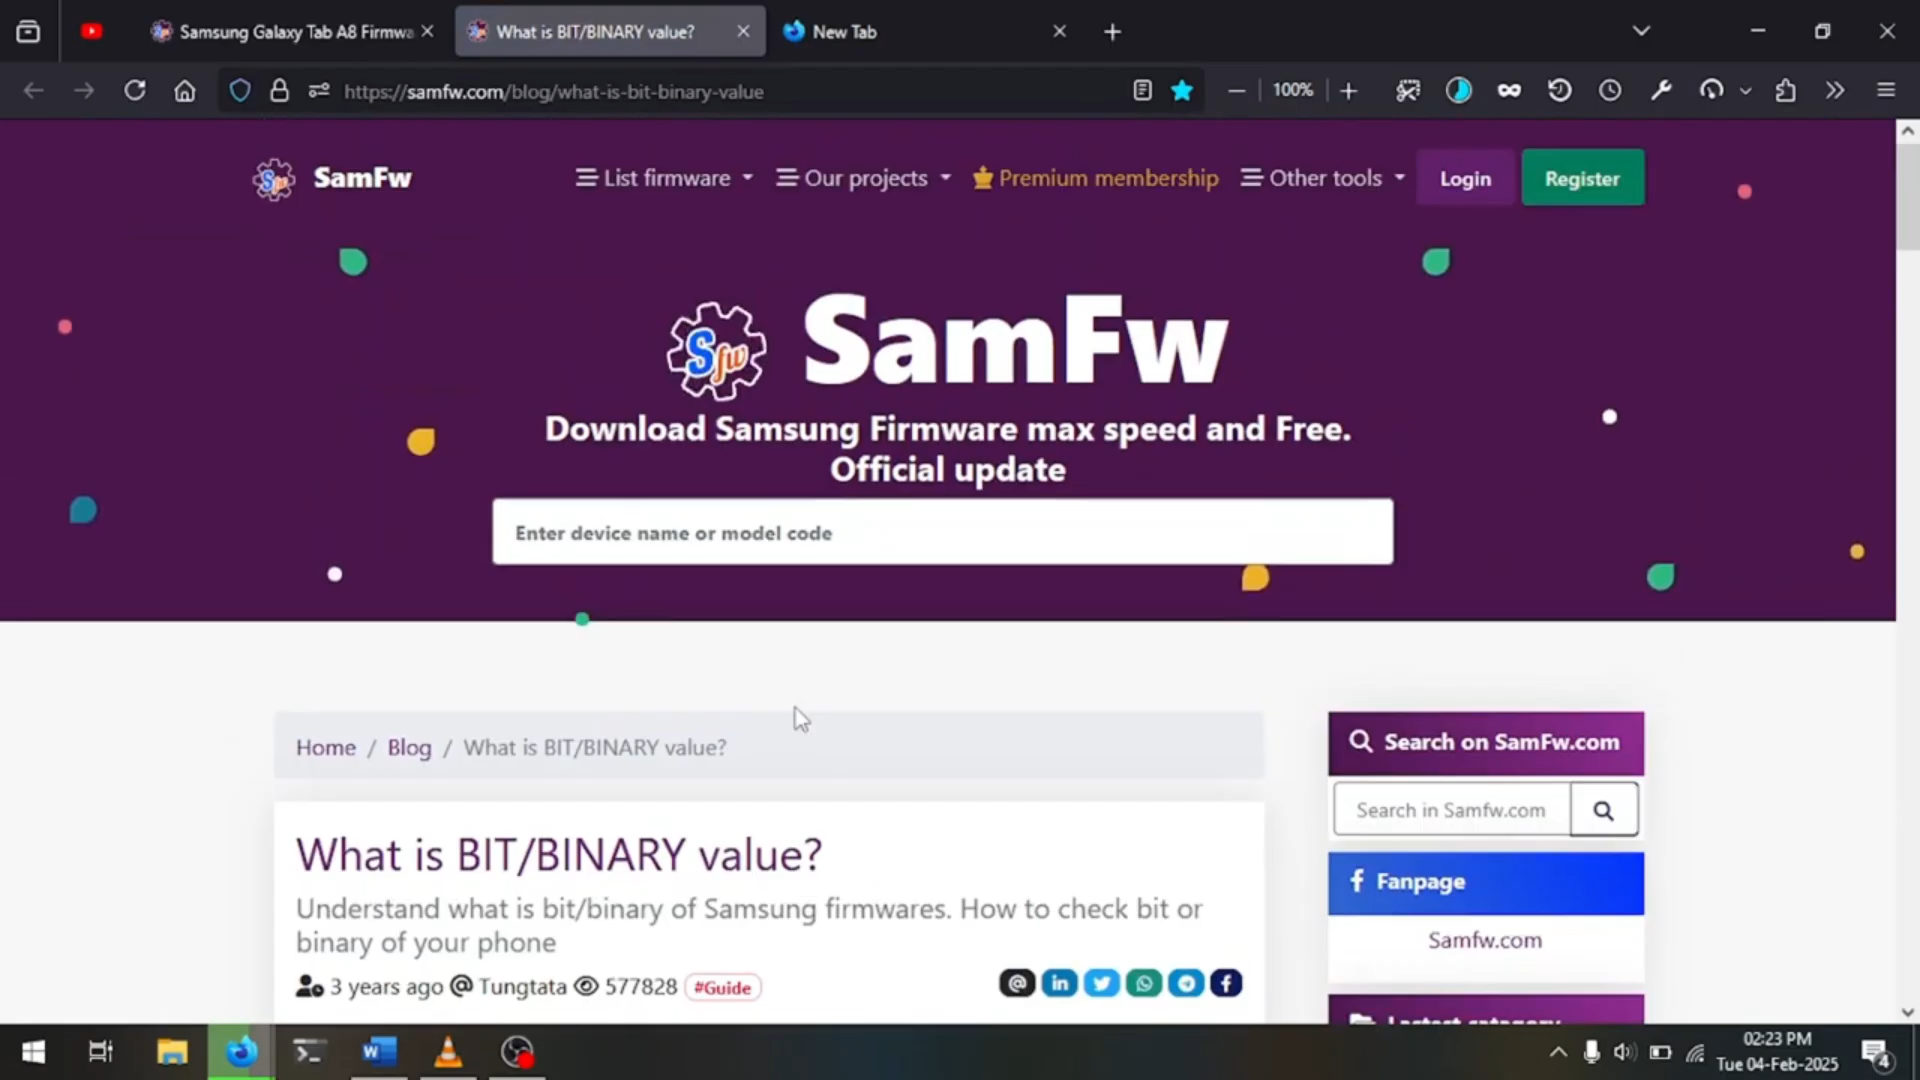 Samsung Galaxy Tab A8 Firmwa
What is BIT/BINARY value?
New Tab
https://samfw.com/blog/what-is-bit-binary-value
100%
Sfw
SamFw
List firmware
Our projects
Premium membership
Other tools
Login
Register
Sfw
SamFw
Download Samsung Firmware max speed and Free.
Official update
Enter device name or model code
Home / Blog / What is BIT/BINARY value?
Search on SamFw.com
Search in Samfw.com
What is BIT/BINARY value?
Understand what is bit/binary of Samsung firmwares. How to check bit or
binary of your phone
3 years ago @ Tungtata 577828 #Guide
Fanpage
Samfw.com
Lastest category
02:23 PM
Tue 04-Feb-2025
4